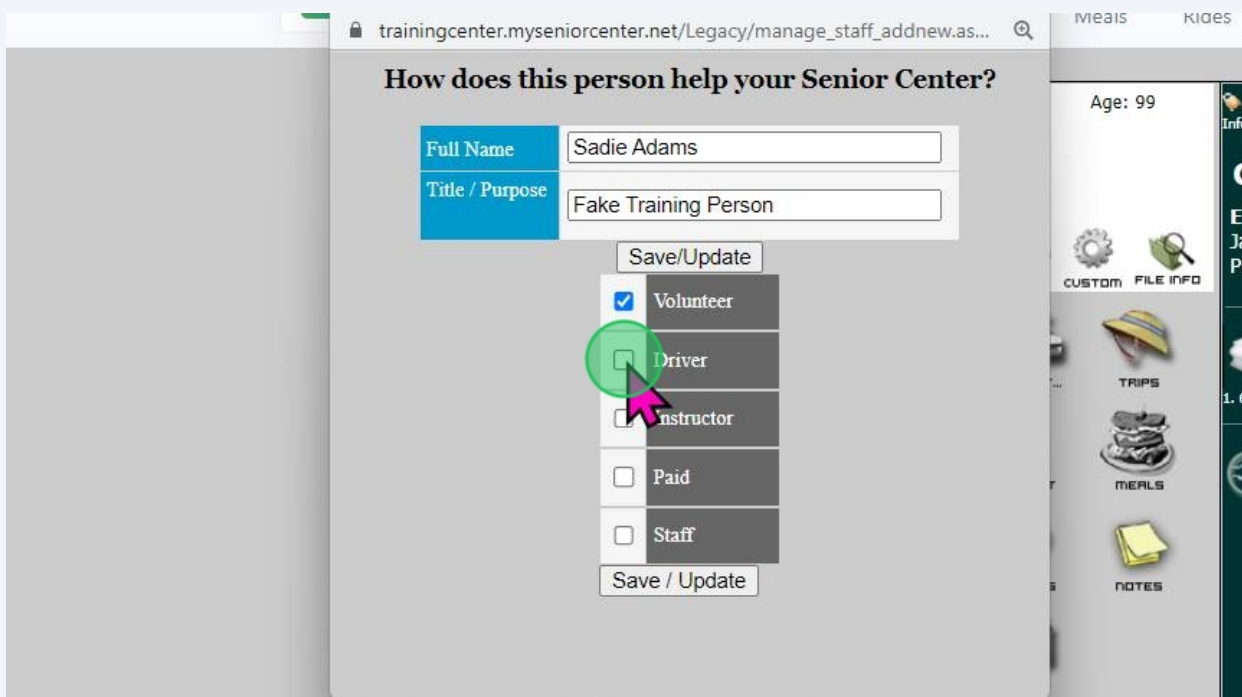 trainingcenter.myseniorcenter.net/Legacy/manage_staff_addnew.as...
Meals Rides
How does this person help your Senior Center?
Full Name Sadie Adams
Title / Purpose Fake Training Person
Save/Update
Volunteer
Driver
Instructor
Paid
Staff
Save / Update
Age: 99
CUSTOM FILE INFO
TRIPS
MEALS
NOTES
1. 6